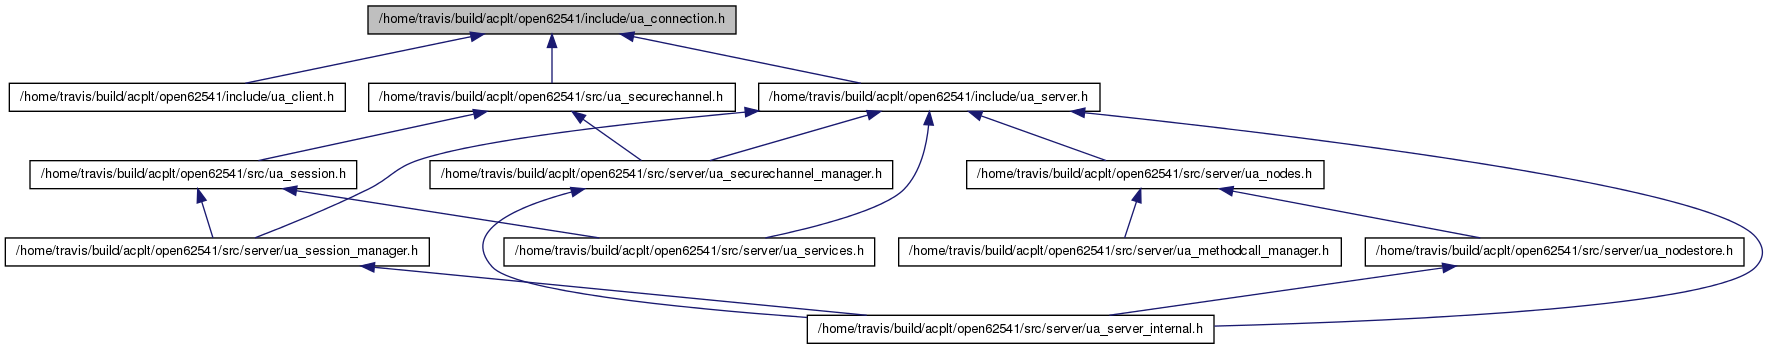 /home/travis/build/acplt/open62541/include/ua_connection.h
/home/travis/build/acplt/open62541/include/ua_client.h
/home/travis/build/acplt/open62541/src/ua_securechannel.h
/home/travis/build/acplt/open62541/include/ua_server.h
/home/travis/build/acplt/open62541/src/ua_session.h
/home/travis/build/acplt/open62541/src/server/ua_securechannel_manager.h
/home/travis/build/acplt/open62541/src/server/ua_nodes.h
/home/travis/build/acplt/open62541/src/server/ua_session_manager.h
/home/travis/build/acplt/open62541/src/server/ua_services.h
/home/travis/build/acplt/open62541/src/server/ua_methodcall_manager.h
/home/travis/build/acplt/open62541/src/server/ua_nodestore.h
/home/travis/build/acplt/open62541/src/server/ua_server_internal.h